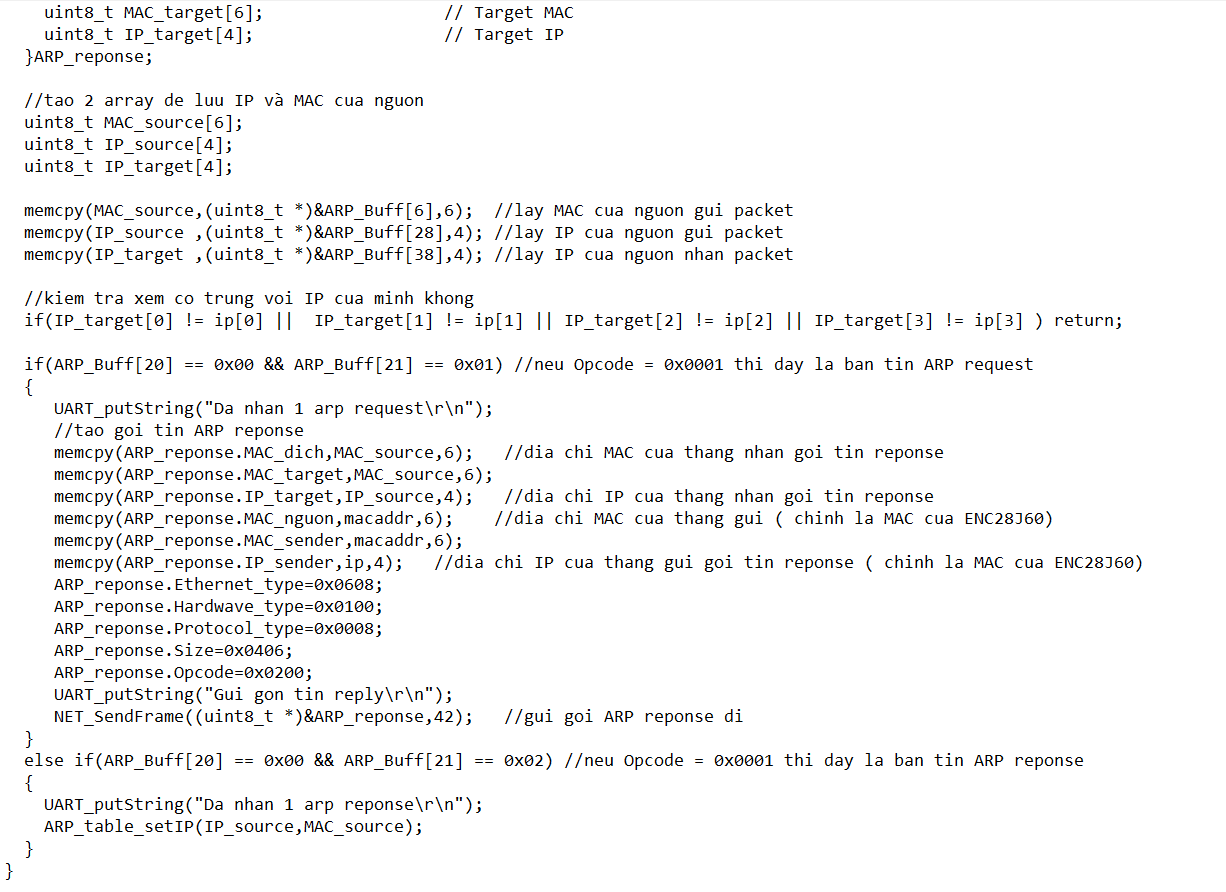 uint8_t MAC_target[6];                  // Target MAC
uint8_t IP_target[4];                   // Target IP
}ARP_reponse;
//tao 2 array de luu IP và MAC cua nguon
uint8_t MAC_source[6];
uint8_t IP_source[4];
uint8_t IP_target[4];
memcpy(MAC_source,(uint8_t *)&ARP_Buff[6],6);  //lay MAC cua nguon gui packet
memcpy(IP_source ,(uint8_t *)&ARP_Buff[28],4); //lay IP cua nguon gui packet
memcpy(IP_target ,(uint8_t *)&ARP_Buff[38],4); //lay IP cua nguon nhan packet
//kiem tra xem co trung voi IP cua minh khong
if(IP_target[0] != ip[0] ||  IP_target[1] != ip[1] || IP_target[2] != ip[2] || IP_target[3] != ip[3] ) return;
if(ARP_Buff[20] == 0x00 && ARP_Buff[21] == 0x01) //neu Opcode = 0x0001 thi day la ban tin ARP request
{
UART_putString("Da nhan 1 arp request\r\n");
//tao goi tin ARP reponse
memcpy(ARP_reponse.MAC_dich,MAC_source,6);   //dia chi MAC cua thang nhan goi tin reponse
memcpy(ARP_reponse.MAC_target,MAC_source,6);
memcpy(ARP_reponse.IP_target,IP_source,4);   //dia chi IP cua thang nhan goi tin reponse
memcpy(ARP_reponse.MAC_nguon,macaddr,6);    //dia chi MAC cua thang gui ( chinh la MAC cua ENC28J60)
memcpy(ARP_reponse.MAC_sender,macaddr,6);
memcpy(ARP_reponse.IP_sender,ip,4);   //dia chi IP cua thang gui goi tin reponse ( chinh la MAC cua ENC28J60)
ARP_reponse.Ethernet_type=0x0608;
ARP_reponse.Hardwave_type=0x0100;
ARP_reponse.Protocol_type=0x0008;
ARP_reponse.Size=0x0406;
ARP_reponse.Opcode=0x0200;
UART_putString("Gui gon tin reply\r\n");
NET_SendFrame((uint8_t *)&ARP_reponse,42);   //gui goi ARP reponse di
}
else if(ARP_Buff[20] == 0x00 && ARP_Buff[21] == 0x02) //neu Opcode = 0x0001 thi day la ban tin ARP reponse
{
UART_putString("Da nhan 1 arp reponse\r\n");
ARP_table_setIP(IP_source,MAC_source);
}
}